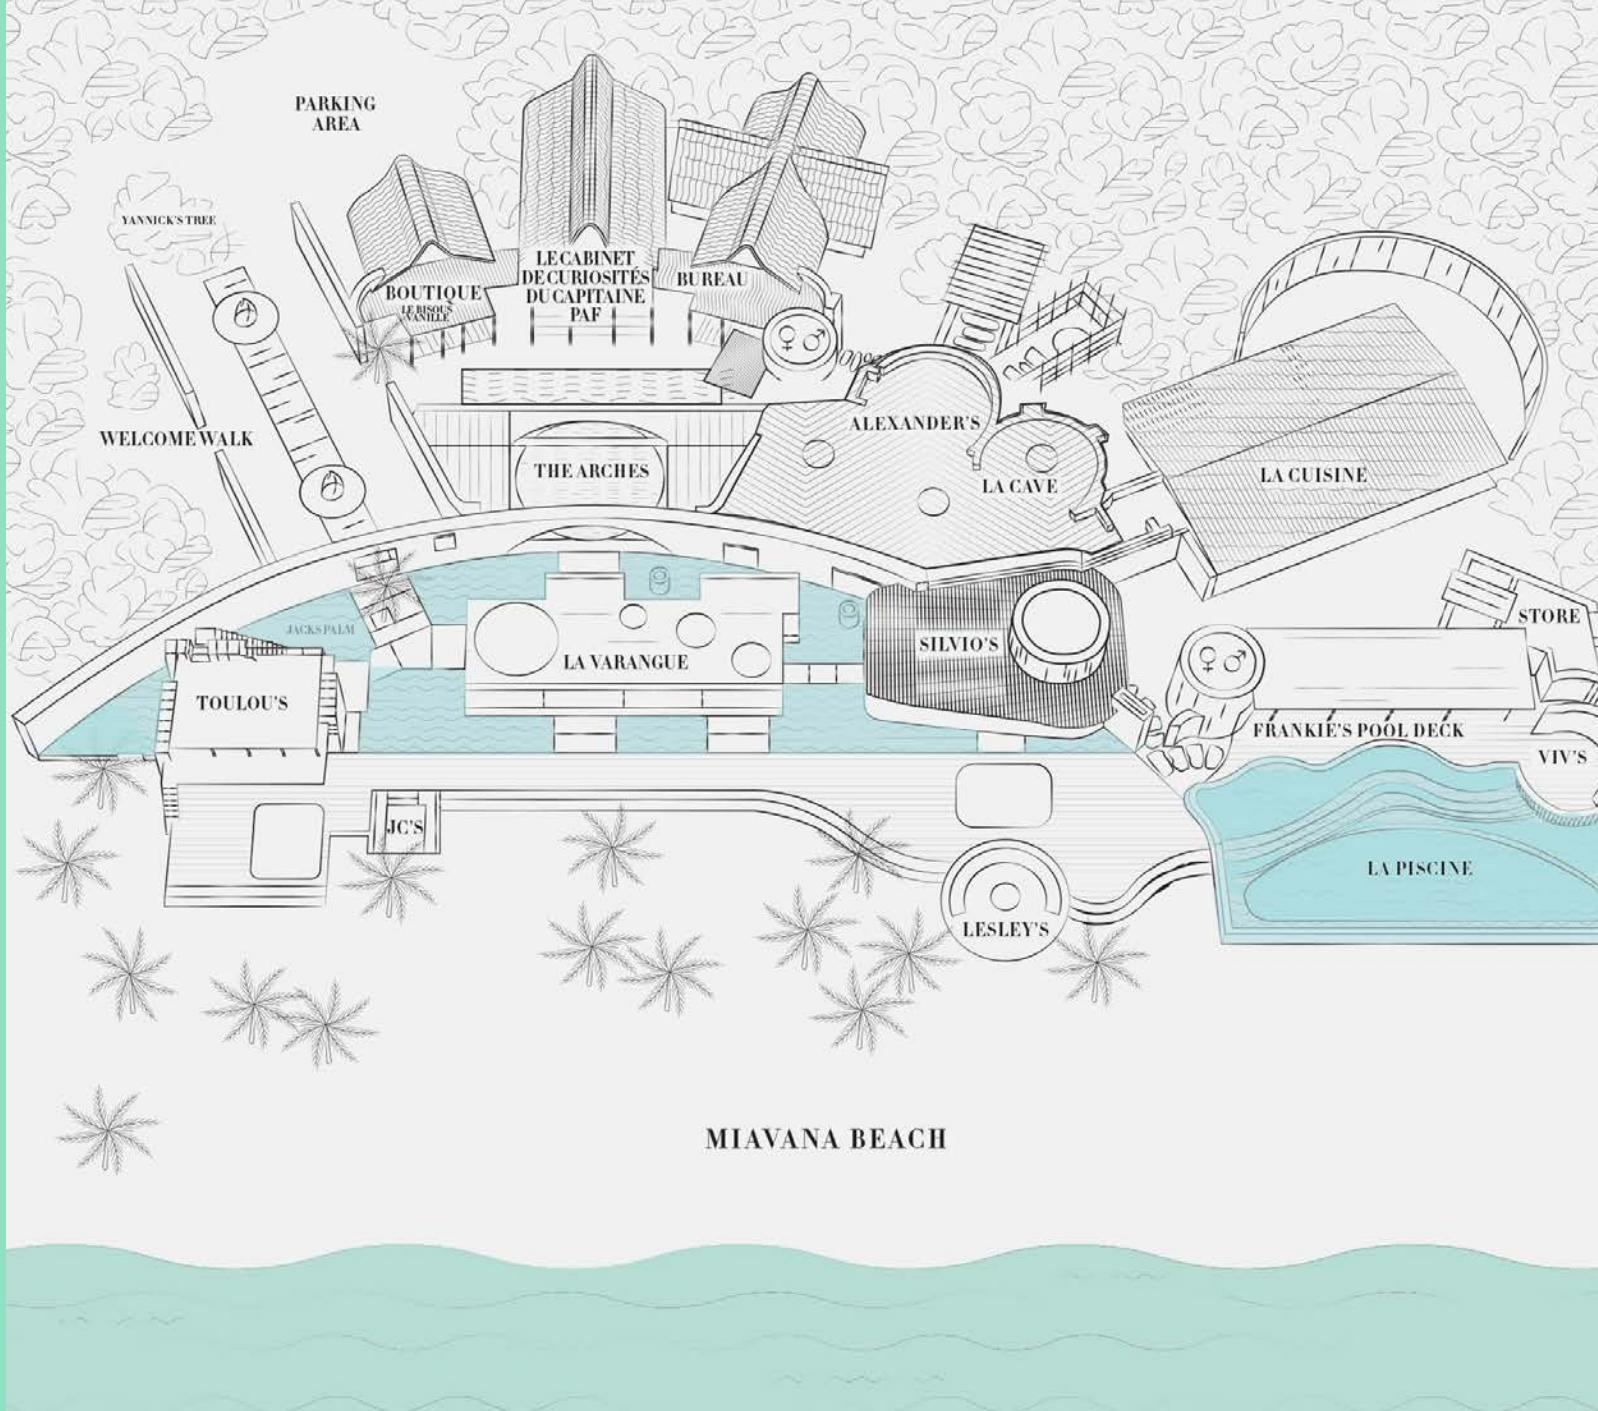 PARKING
AREA
YANNICK'S TREE
LE CABINET
DE CURIOSITÉS
DU CAPITAINE
PAF
BUREAU
BOUTIQUE
LE BISOUS
VANILLE
WELCOME WALK
THE ARCHES
ALEXANDER'S
LA CAVE
LA CUISINE
JACKS PALM
STORE
SILVIO'S
LA VARANGUE
TOULOU'S
FRANKIE'S POOL DECK
VIV'S
JC'S
LA PISCINE
LESLEY'S
MIAVANA BEACH